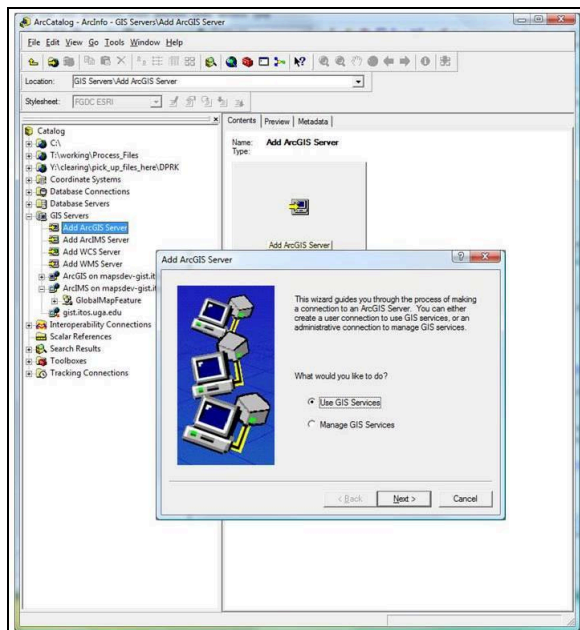 ArcCatalog - ArcInfo - GIS Servers\Add ArcGIS Server
File Edit View Go Tools Window Help
Location: GIS Servers\Add ArcGIS Server
Stylesheet: FGDC ESRI
Contents Preview Metadata
Catalog
C:\
T:\working\Process_Files
Y:\clearing\pick_up_files_here\DPRK
Coordinate Systems
Database Connections
Database Servers
GIS Servers
Add ArcGIS Server
Add ArcIMS Server
Add WCS Server
Add WMS Server
ArcGIS on mapsdev-gist.it
ArcIMS on mapsdev-gist.it
GlobalMapFeature
gist.itos.uga.edu
Interoperability Connections
Scalar References
Search Results
Toolboxes
Tracking Connections
Name: Add ArcGIS Server
Type:
Add ArcGIS Server
Add ArcGIS Server
This wizard guides you through the process of making
a connection to an ArcGIS Server. You can either
create a user connection to use GIS services, or an
administrative connection to manage GIS services.
What would you like to do?
Use GIS Services
Manage GIS Services
< Back Next > Cancel